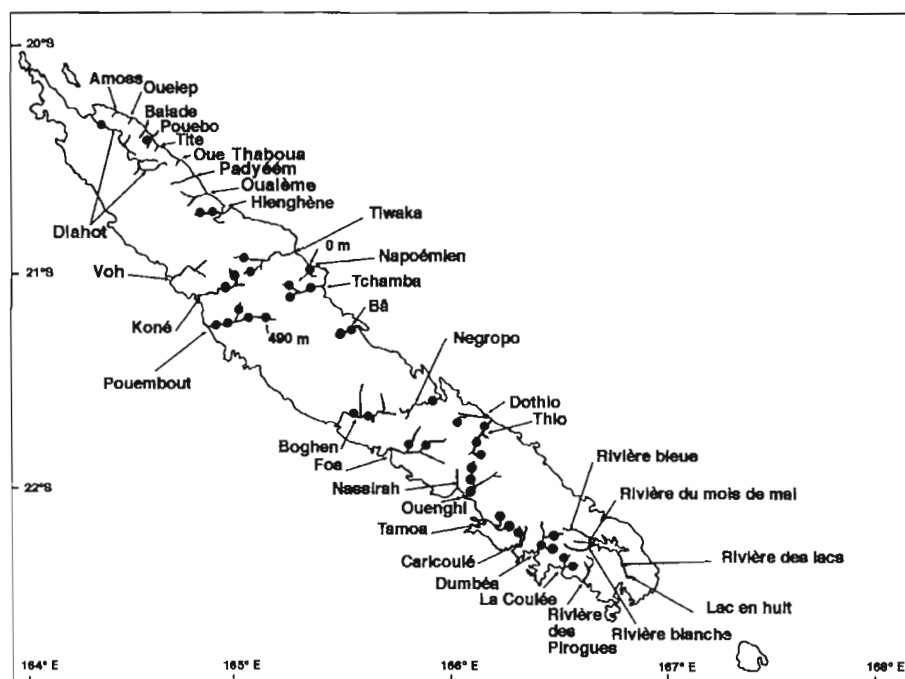 20°S
Amoss
Ouelep
Balade
Pouebo
Tite
Oue Thaboua
Padyéém
Oualème
Hienghène
Diahot
Tiwaka
0 m
Napoémien
21°S
Voh
Tchamba
Bâ
Koné
490 m
Negropo
Pouembout
Dothio
Thio
Boghen
Foa
Rivière bleue
22°S
Nassirah
Rivière du mois de mai
Ouenghi
Tamoa
Rivière des lacs
Caricoulé
Dumbéa
La Coulée
Lac en huit
Rivière
des
Pirogues
Rivière blanche
164° E
165°E
166°E
167°E
168°E